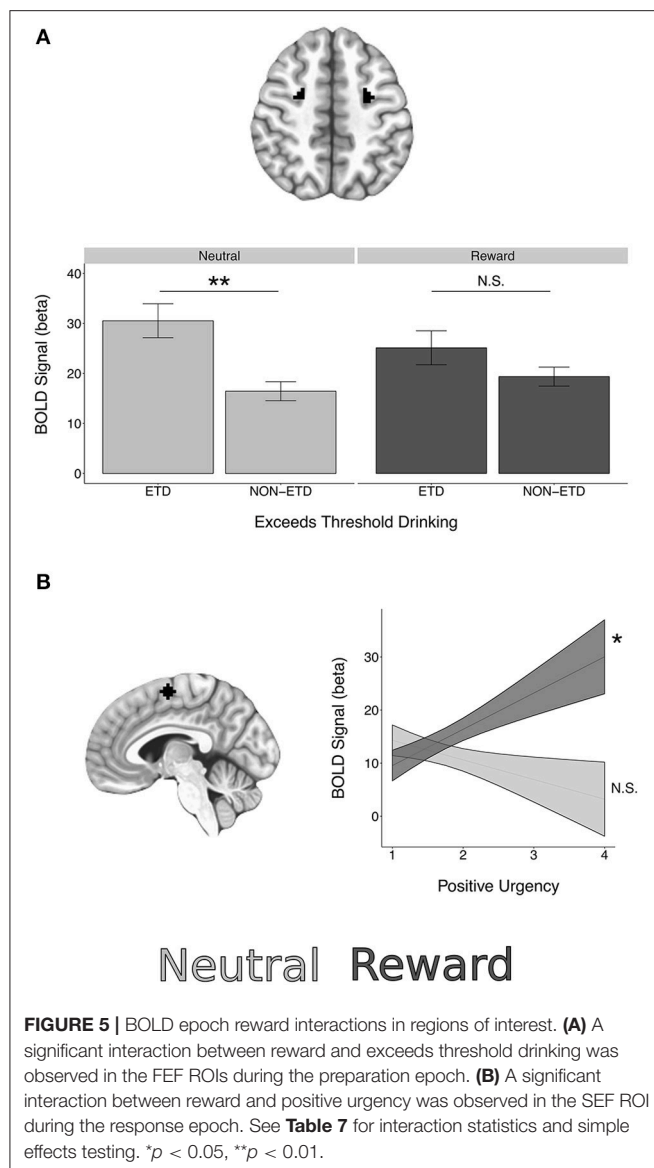 A
Neutral Reward
40
30
20
10
0
BOLD Signal (beta)
** N.S.
ETD NON−ETD ETD NON−ETD
Exceeds Threshold Drinking
B
30
20
10
0
BOLD Signal (beta)
*
N.S.
1 2 3 4
Positive Urgency
Neutral Reward
FIGURE 5 | BOLD epoch reward interactions in regions of interest. (A) A
significant interaction between reward and exceeds threshold drinking was
observed in the FEF ROIs during the preparation epoch. (B) A significant
interaction between reward and positive urgency was observed in the SEF ROI
during the response epoch. See Table 7 for interaction statistics and simple
effects testing. *p < 0.05, **p < 0.01.